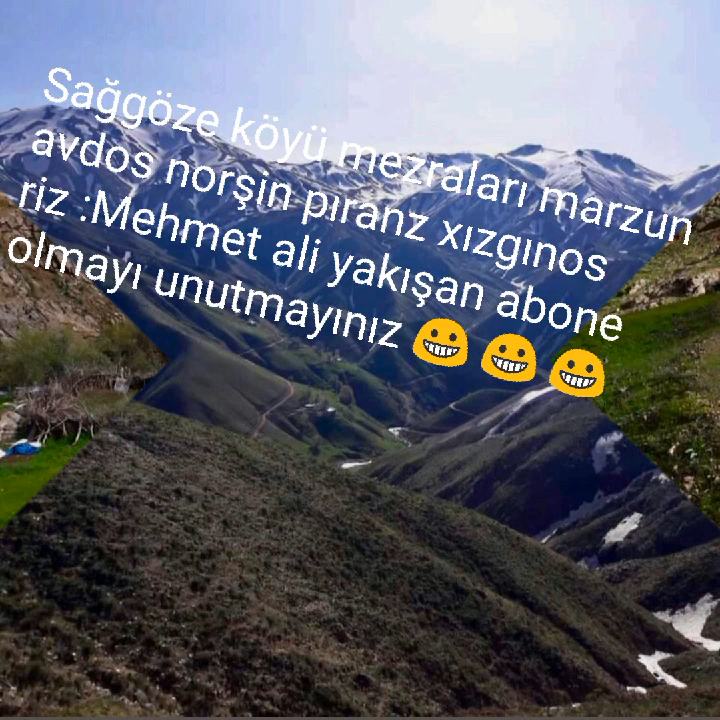 Sağgöze köyü mezraları marzun
avdos norşin pıranz xızgınos
riz :Mehmet ali yakışan abone
olmayı unutmayınız 😀 😀 😀